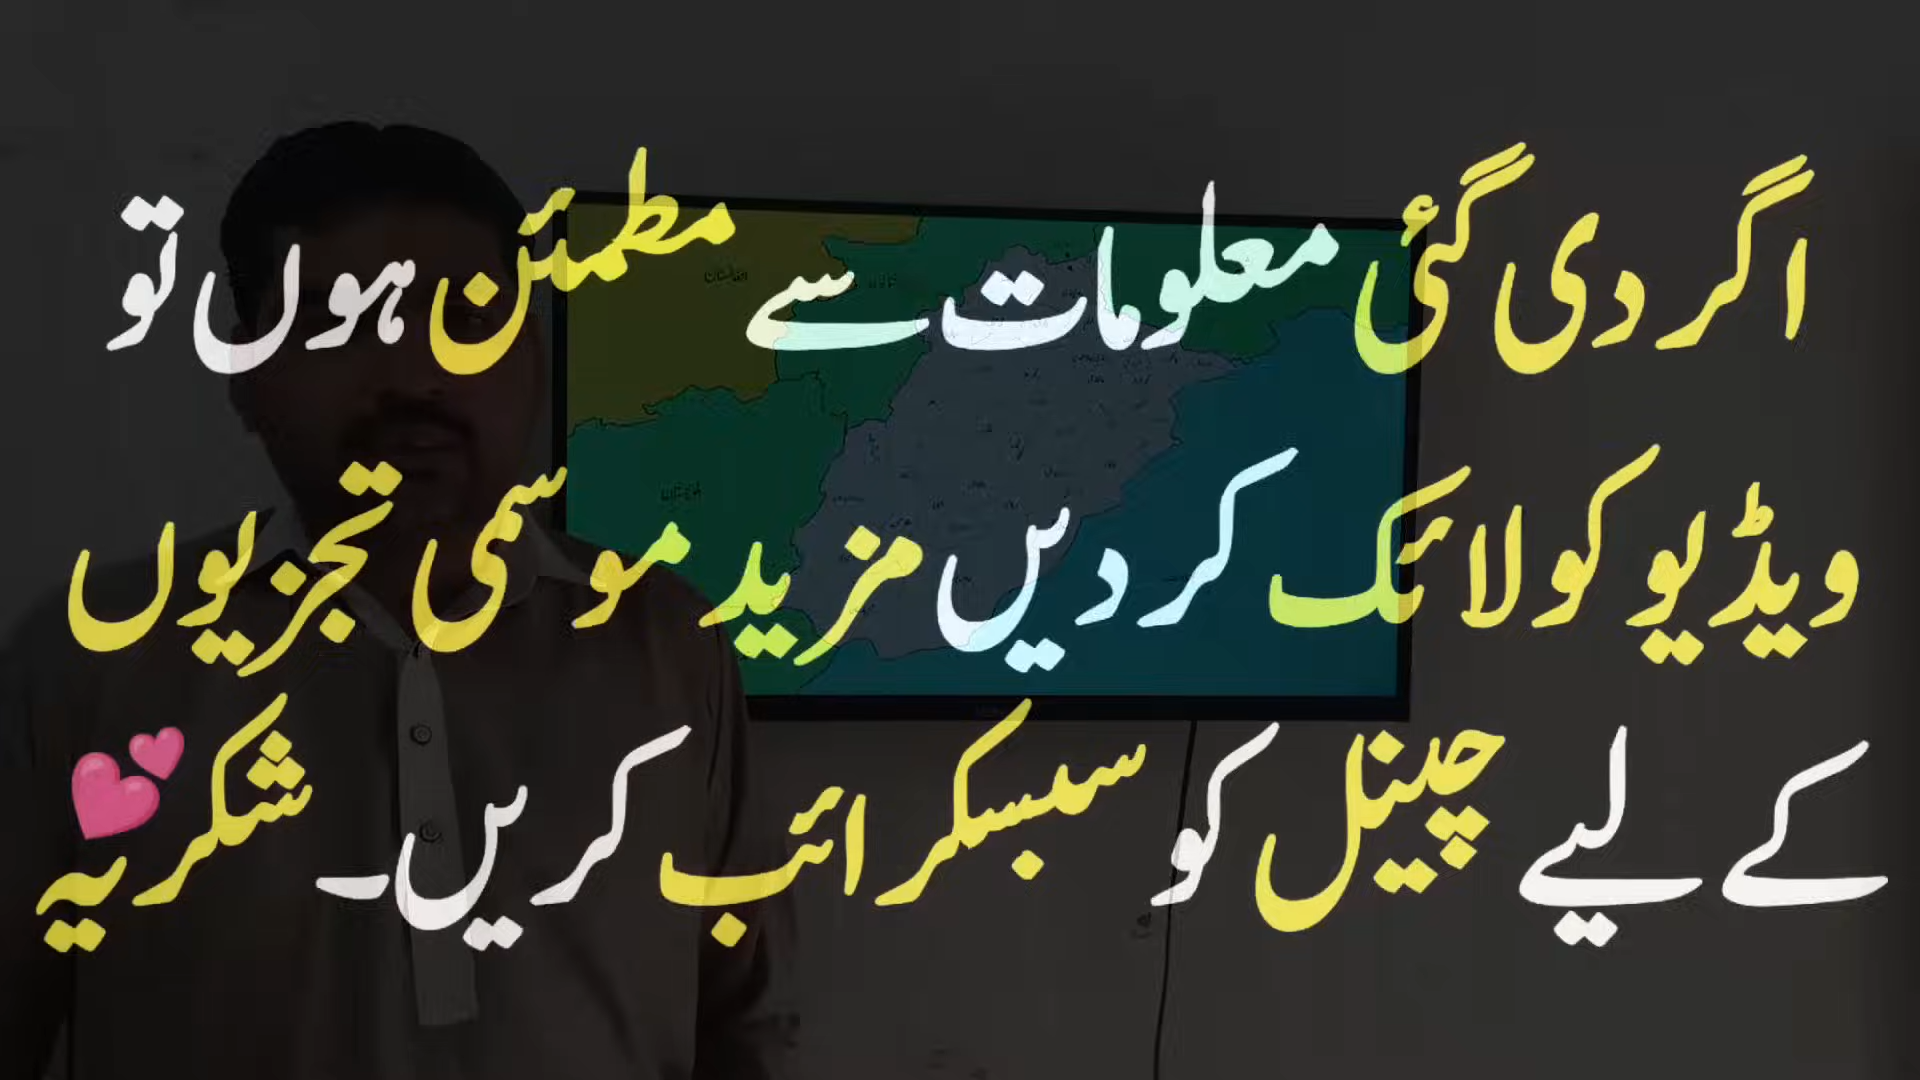 اگر دی گئی معلومات سے مطمئن ہوں تو
ویڈیو کو لائک کر دیں مزید موسمی تجزیوں
کے لیے چینل کو سبسکرائب کریں۔ شکریہ 💕